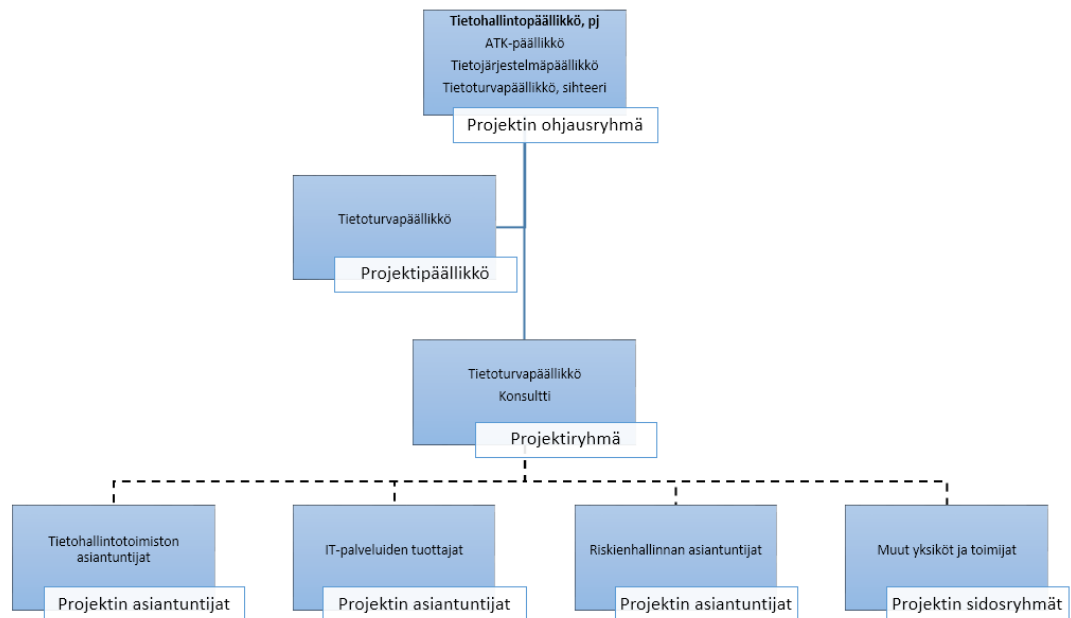 Tietohallintopäällikkö, pj
ATK-päällikkö
Tietojärjestelmäpäällikkö
Tietoturvapäällikkö, sihteeri
Projektin ohjausryhmä
Tietoturvapäällikkö
Projektipäällikkö
Tietoturvapäällikkö
Konsultti
Projektiryhmä
Tietohallintotoimiston
asiantuntijat
Projektin asiantuntijat
IT-palveluiden tuottajat
Projektin asiantuntijat
Riskienhallinnan asiantuntijat
Projektin asiantuntijat
Muut yksiköt ja toimijat
Projektin sidosryhmät